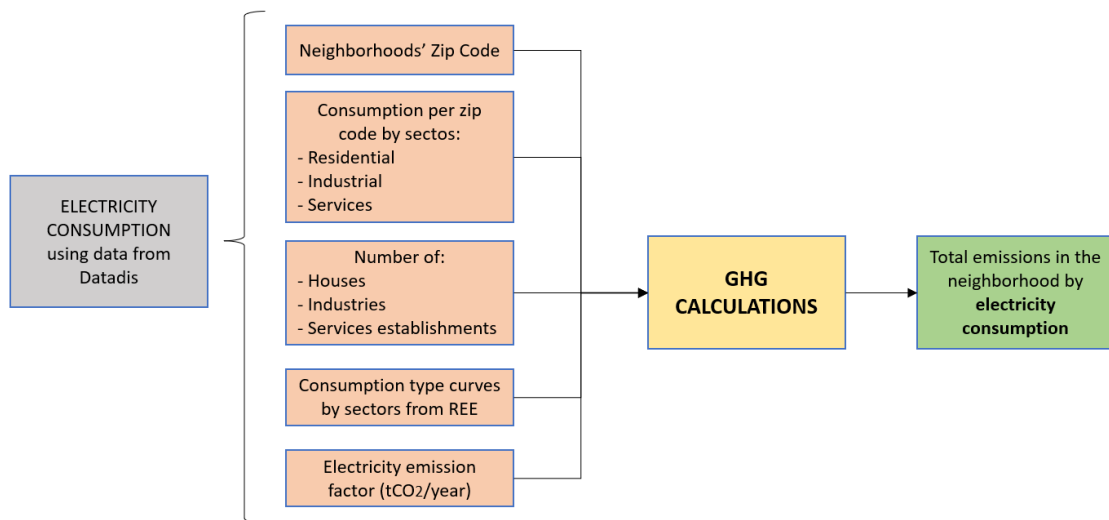 ELECTRICITY
CONSUMPTION
using data from
Datadis
Neighborhoods’ Zip Code
Consumption per zip
code by sectos:
- Residential
- Industrial
- Services
Number of:
- Houses
- Industries
- Services establishments
Consumption type curves
by sectors from REE
Electricity emission
factor (tCO2/year)
GHG
CALCULATIONS
Total emissions in the
neighborhood by
electricity
consumption